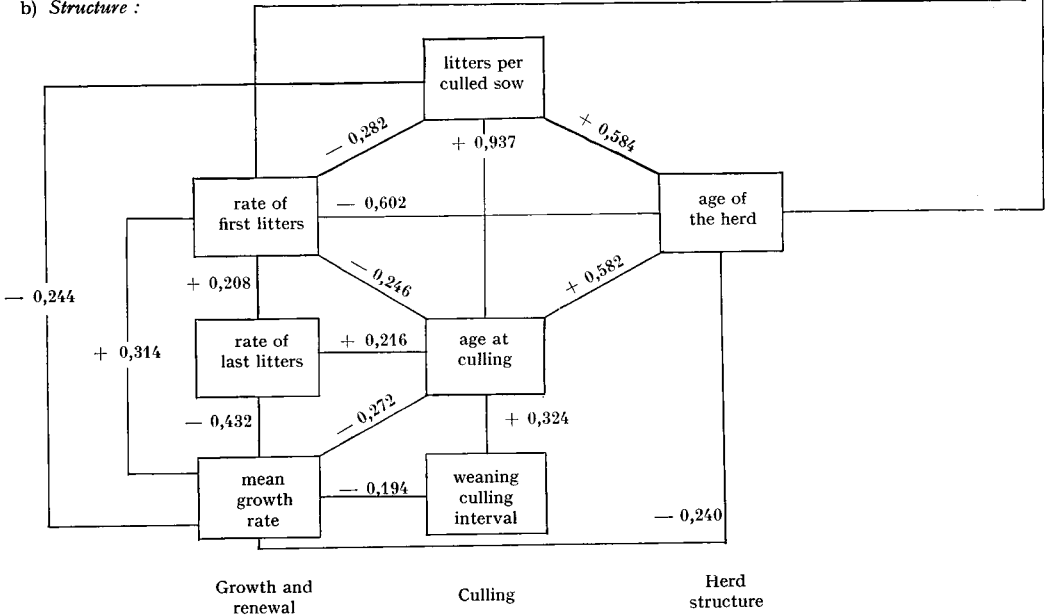 b) Structure :
litters per
culled sow
— 0,282
+ 0,937
+ 0,584
rate of
first litters
— 0,602
age of
the herd
+ 0,208
— 0,246
+ 0,582
— 0,244
rate of
last litters
+ 0,216
age at
culling
+ 0,314
— 0,432
— 0,272
+ 0,324
mean
growth
rate
— 0,194
weaning
culling
interval
— 0,240
Growth and
renewal
Culling
Herd
structure